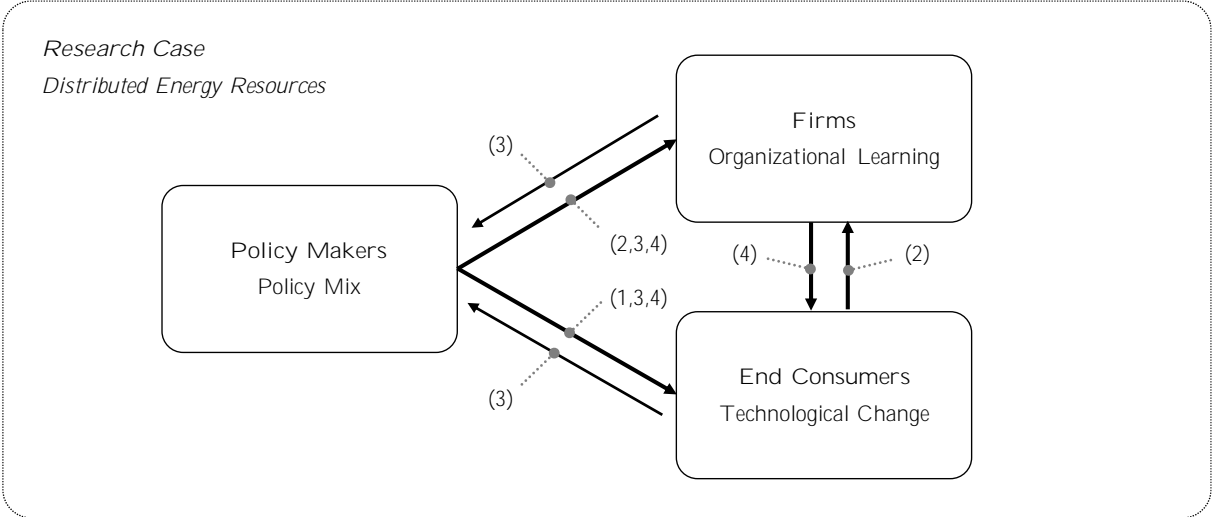 Research Case
Distributed Energy Resources
Firms
Organizational Learning
(3)
(2,3,4)
Policy Makers
Policy Mix
(4)
(2)
(1,3,4)
(3)
End Consumers
Technological Change